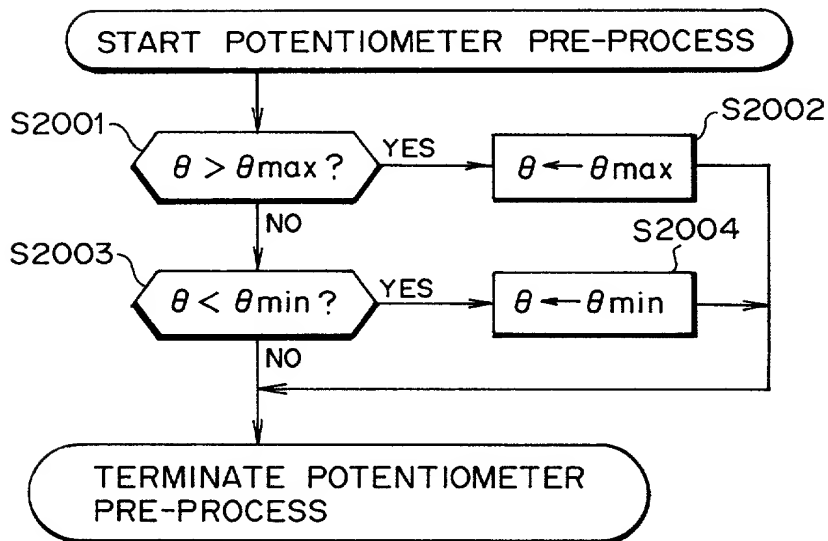 START POTENTIOMETER PRE-PROCESS
S2001
θ > θmax?
YES
S2002
θ ← θmax
NO
S2003
θ < θmin?
YES
S2004
θ ← θmin
NO
TERMINATE POTENTIOMETER
PRE-PROCESS